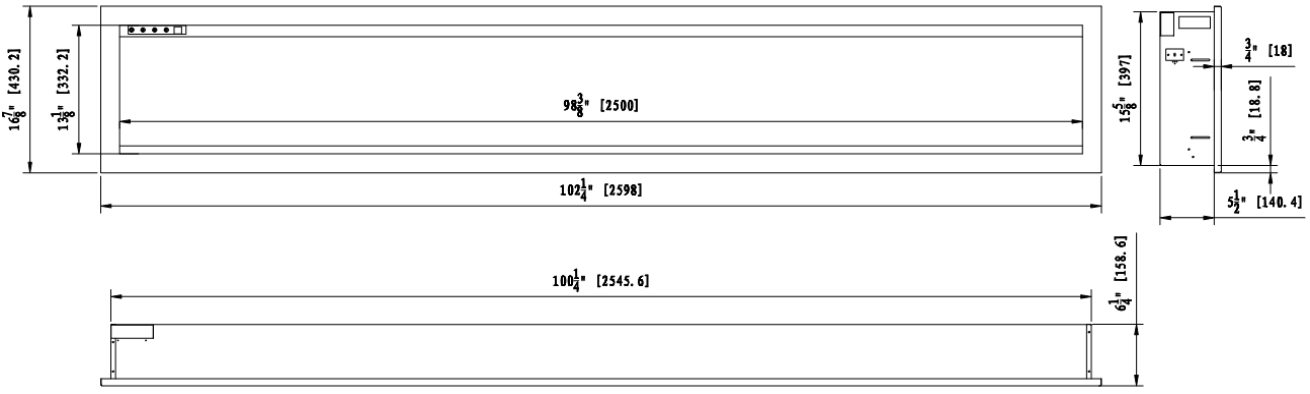 16 7/8" [430.2]
13 1/8" [332.2]
98 3/8" [2500]
102 1/4" [2598]
15 5/8" [397]
3/4" [18]
3/4" [18.8]
5 1/2" [140.4]
100 1/4" [2545.6]
6 1/4" [158.6]